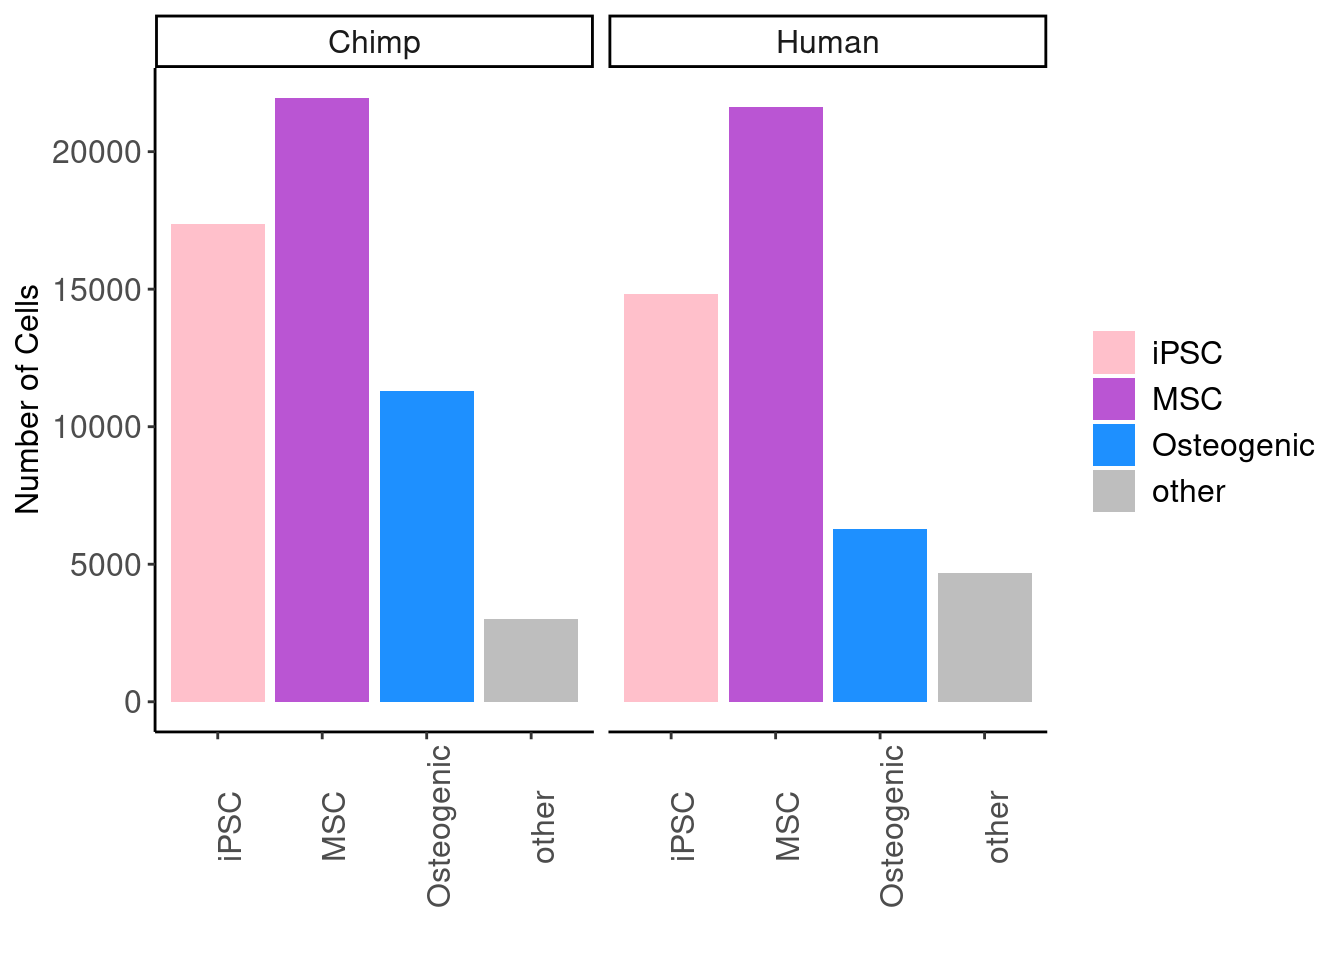 Chimp
Human
Number of Cells
20000
15000
10000
5000
0
iPSC
MSC
Osteogenic
other
iPSC
MSC
Osteogenic
other
iPSC
MSC
Osteogenic
other